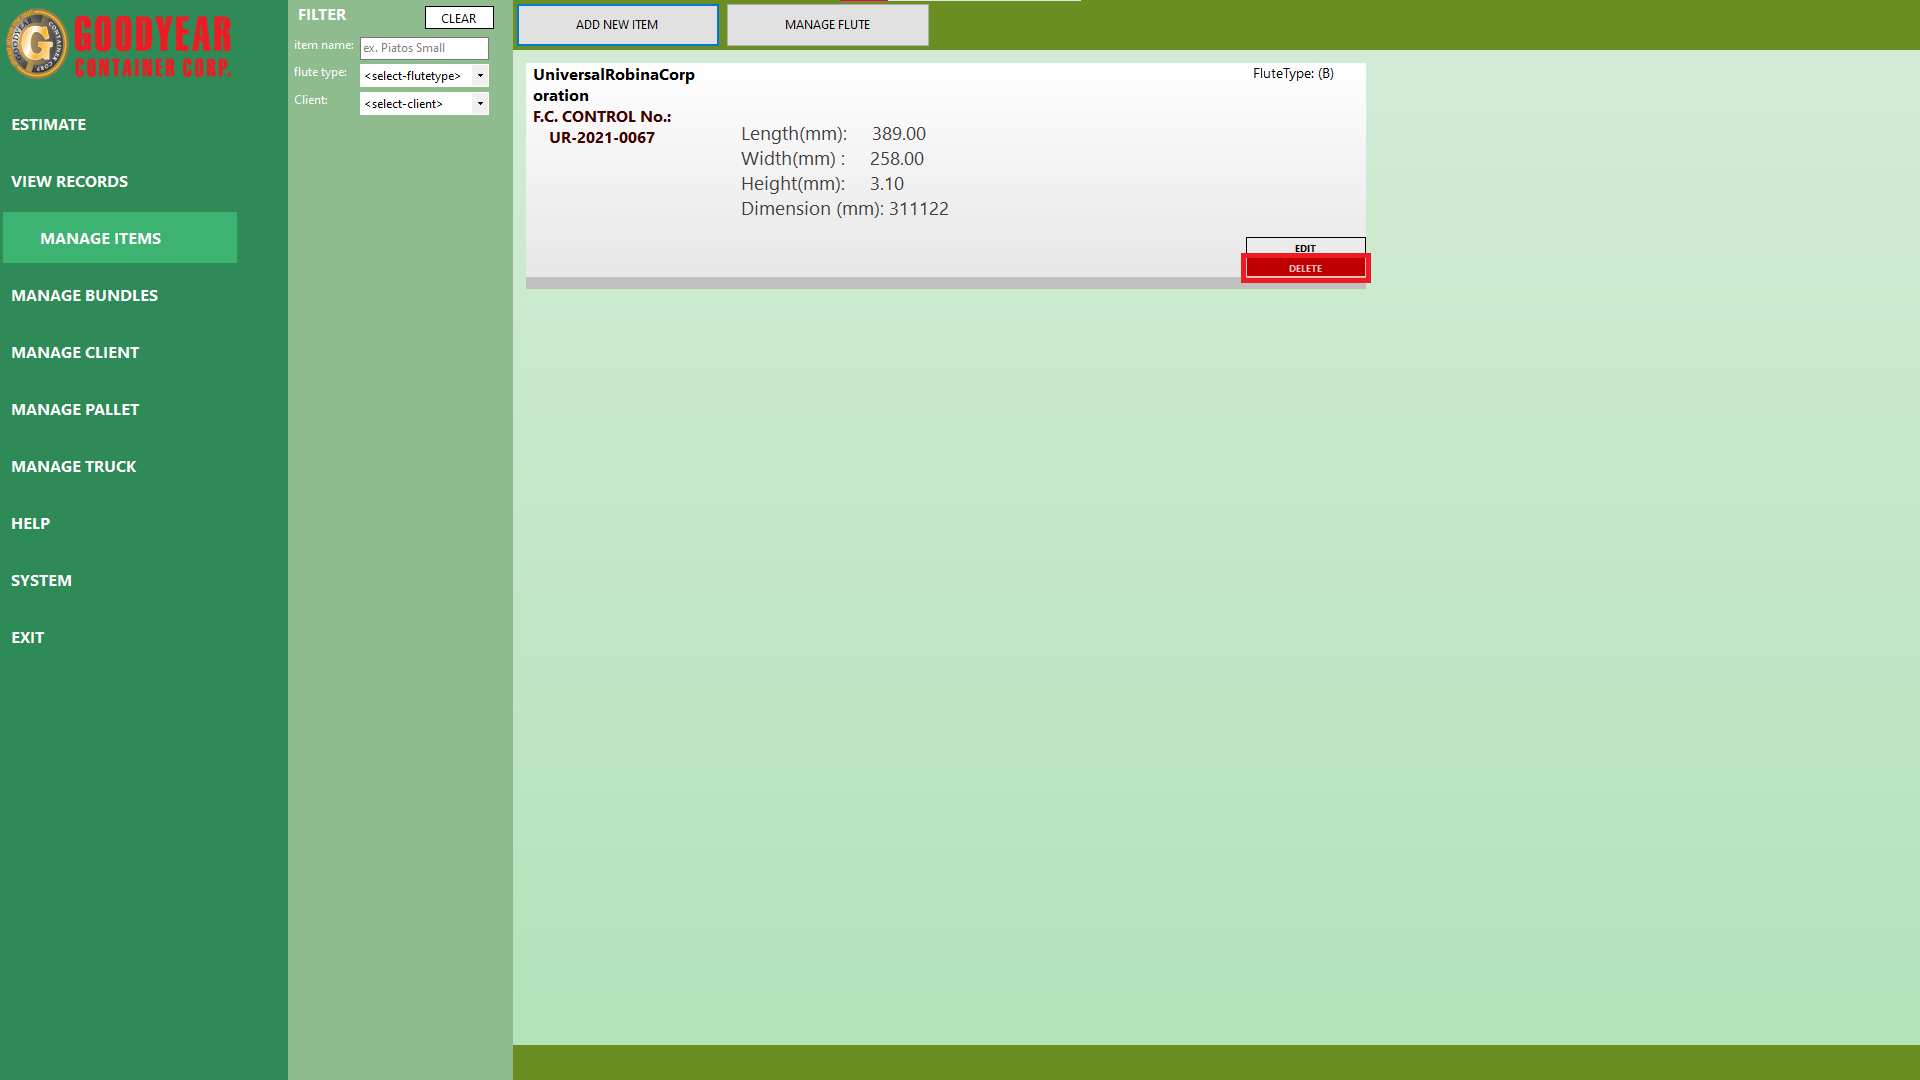 GOODYEAR
CONTAINER CORP.
ESTIMATE
VIEW RECORDS
MANAGE ITEMS
MANAGE BUNDLES
MANAGE CLIENT
MANAGE PALLET
MANAGE TRUCK
HELP
SYSTEM
EXIT
FILTER
CLEAR
item name: ex. Piatos Small
flute type: <select-flutetype>
Client: <select-client>
ADD NEW ITEM
MANAGE FLUTE
UniversalRobinaCorp
oration
F.C. CONTROL No.:
UR-2021-0067
Length(mm): 389.00
Width(mm) : 258.00
Height(mm): 3.10
Dimension (mm): 311122
FluteType: (B)
EDIT
DELETE